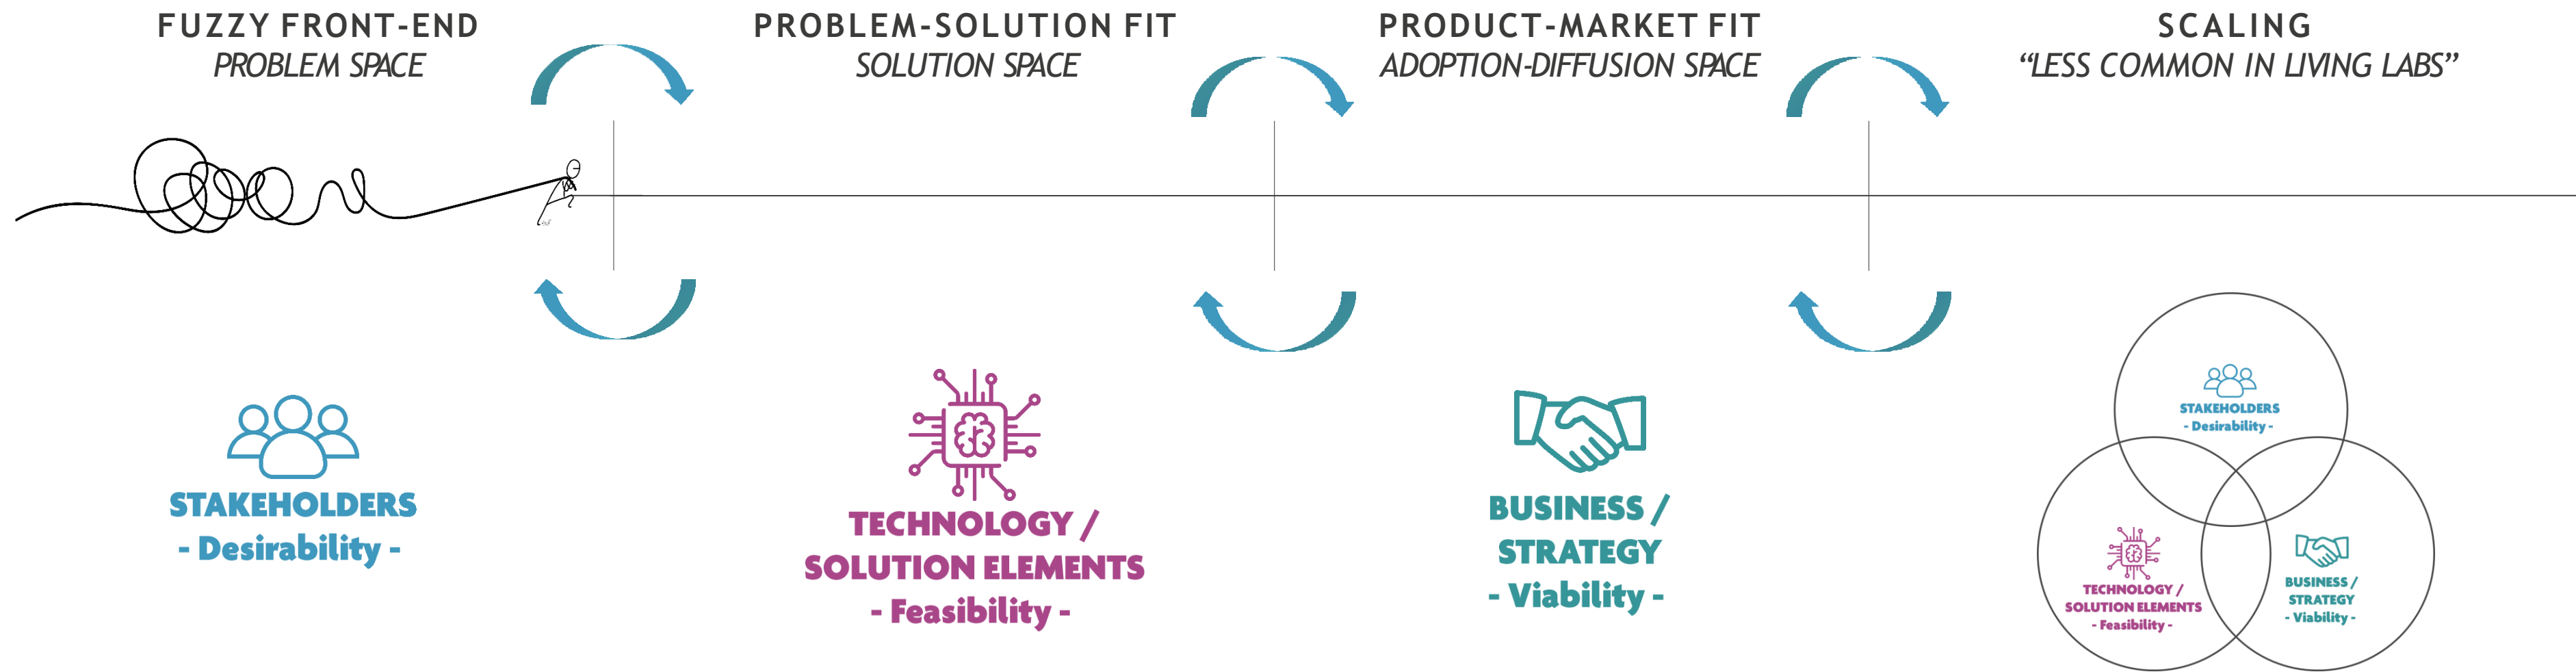 FUZZY FRONT-END
PROBLEM SPACE
PROBLEM-SOLUTION FIT
SOLUTION SPACE
PRODUCT-MARKET FIT
ADOPTION-DIFFUSION SPACE
SCALING
“LESS COMMON IN LIVING LABS”
STAKEHOLDERS
- Desirability -
TECHNOLOGY /
SOLUTION ELEMENTS
- Feasibility -
BUSINESS /
STRATEGY
- Viability -
STAKEHOLDERS
- Desirability -
TECHNOLOGY /
SOLUTION ELEMENTS
- Feasibility -
BUSINESS /
STRATEGY
- Viability -